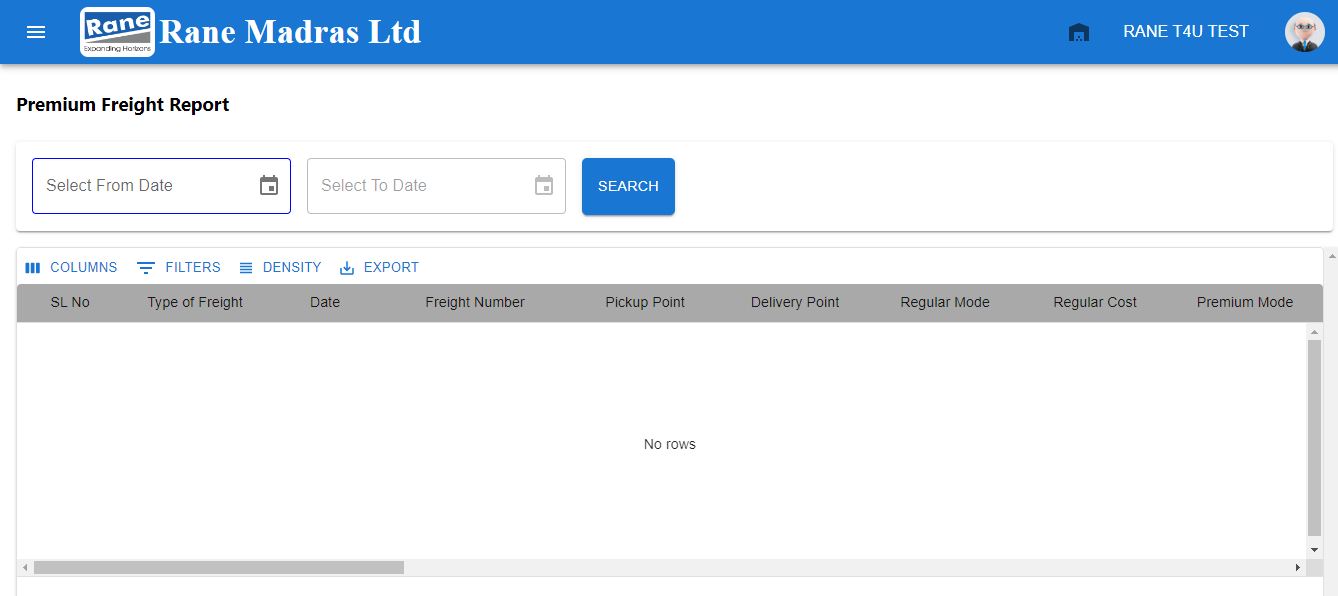 Rane
Expanding Horizons
Rane Madras Ltd
RANE T4U TEST
Premium Freight Report
Select From Date
Select To Date
SEARCH
COLUMNS FILTERS DENSITY EXPORT
SL No Type of Freight Date Freight Number Pickup Point Delivery Point Regular Mode Regular Cost Premium Mode
No rows